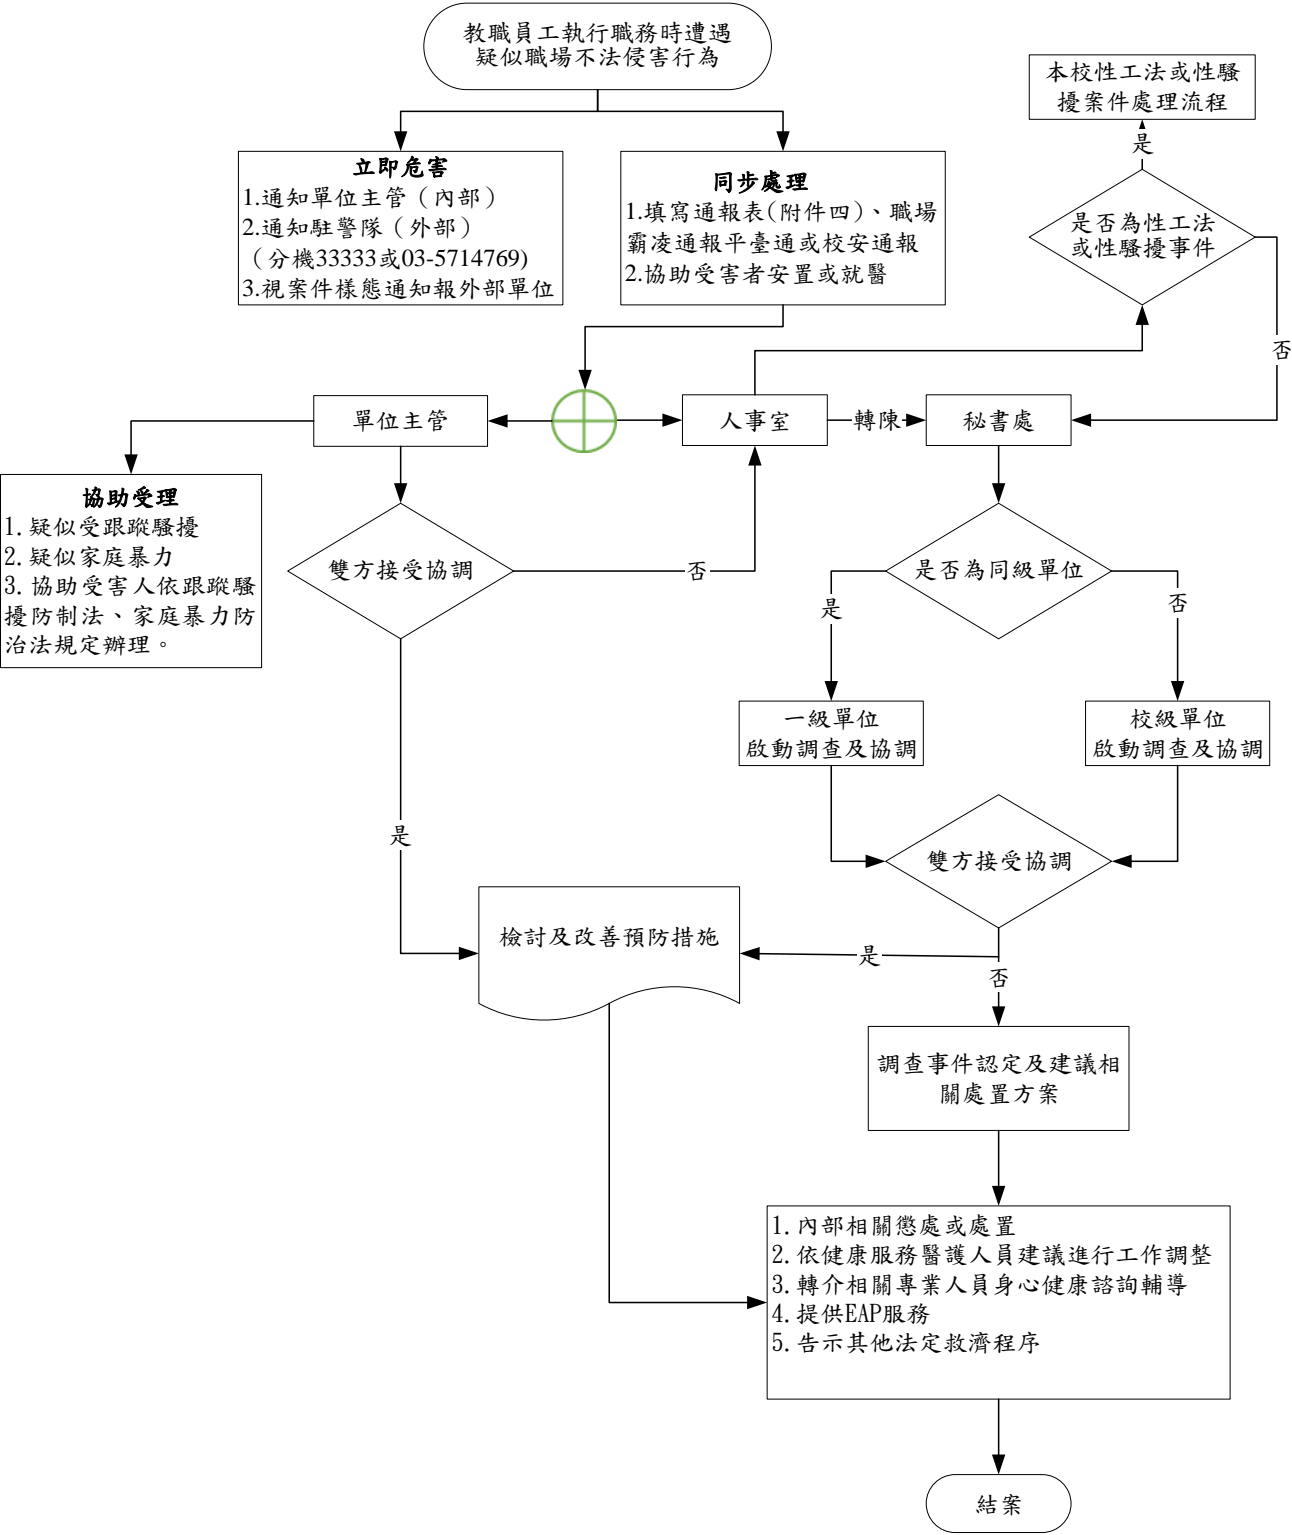 教職員工執行職務時遭遇
疑似職場不法侵害行為
本校性工法或性騷
擾案件處理流程
是
立即危害
1.通知單位主管（內部）
2.通知駐警隊（外部）
（分機33333或03-5714769)
3.視案件樣態通知報外部單位
同步處理
1.填寫通報表(附件四)、職場
霸凌通報平臺通或校安通報
2.協助受害者安置或就醫
是否為性工法
或性騷擾事件
否
單位主管
人事室
轉陳
秘書處
協助受理
1. 疑似受跟蹤騷擾
2. 疑似家庭暴力
3. 協助受害人依跟蹤騷
擾防制法、家庭暴力防
治法規定辦理。
雙方接受協調
否
是否為同級單位
是
否
一級單位
啟動調查及協調
校級單位
啟動調查及協調
是
雙方接受協調
檢討及改善預防措施
是
否
調查事件認定及建議相
關處置方案
1. 內部相關懲處或處置
2. 依健康服務醫護人員建議進行工作調整
3. 轉介相關專業人員身心健康諮詢輔導
4. 提供EAP服務
5. 告示其他法定救濟程序
結案